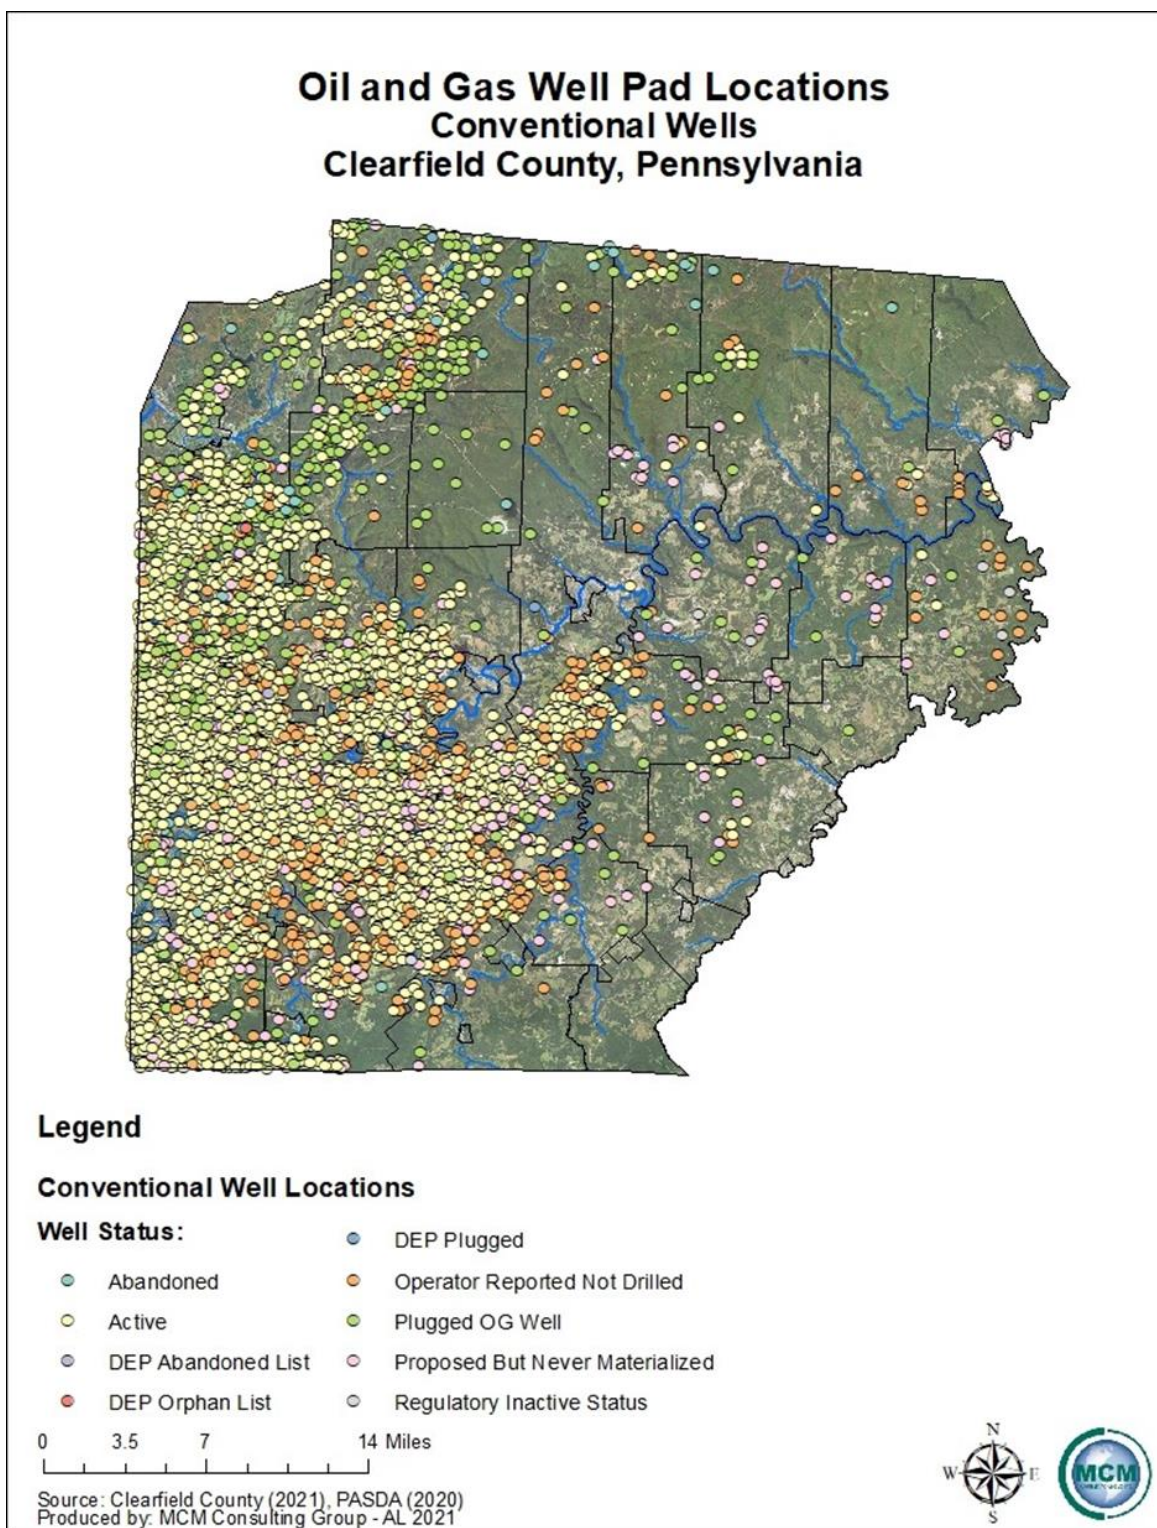 Oil and Gas Well Pad Locations
Conventional Wells
Clearfield County, Pennsylvania
Legend
Conventional Well Locations
Well Status:
Abandoned
Active
DEP Abandoned List
DEP Orphan List
DEP Plugged
Operator Reported Not Drilled
Plugged OG Well
Proposed But Never Materialized
Regulatory Inactive Status
0 3.5 7 14 Miles
Source: Clearfield County (2021), PASDA (2020)
Produced by: MCM Consulting Group - AL 2021
N
W E
S
MCM